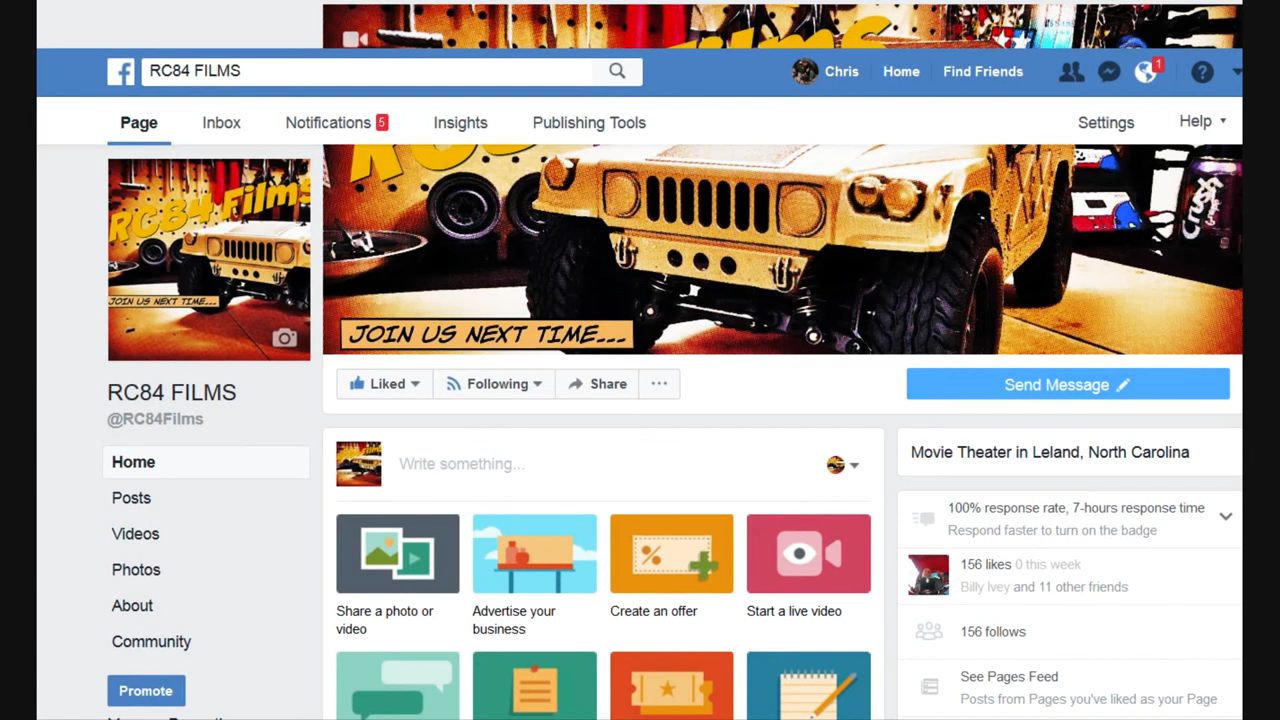 FilmS
RC84 FILMS
Chris
Home
Find Friends
1
?
Page
Inbox
Notifications 5
Insights
Publishing Tools
Settings
Help
RC84 FilmS
JOIN US NEXT TIME...
Crush
JOIN US NEXT TIME...
RC84 FILMS
@RC84Films
Liked
Following
Share
...
Send Message
Home
Posts
Videos
Photos
About
Community
Promote
Write something...
Share a photo or
video
Advertise your
business
Create an offer
Start a live video
Movie Theater in Leland, North Carolina
100% response rate, 7-hours response time
Respond faster to turn on the badge
156 likes 0 this week
Billy Ivey and 11 other friends
156 follows
See Pages Feed
Posts from Pages you've liked as your Page